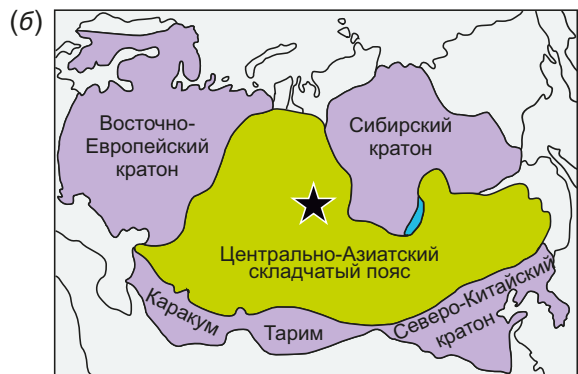 (б)
Восточно-
Европейский
кратон
Сибирский
кратон
Центрально-Азиатский
складчатый пояс
Каракум
Тарим
Северо-Китайский
кратон